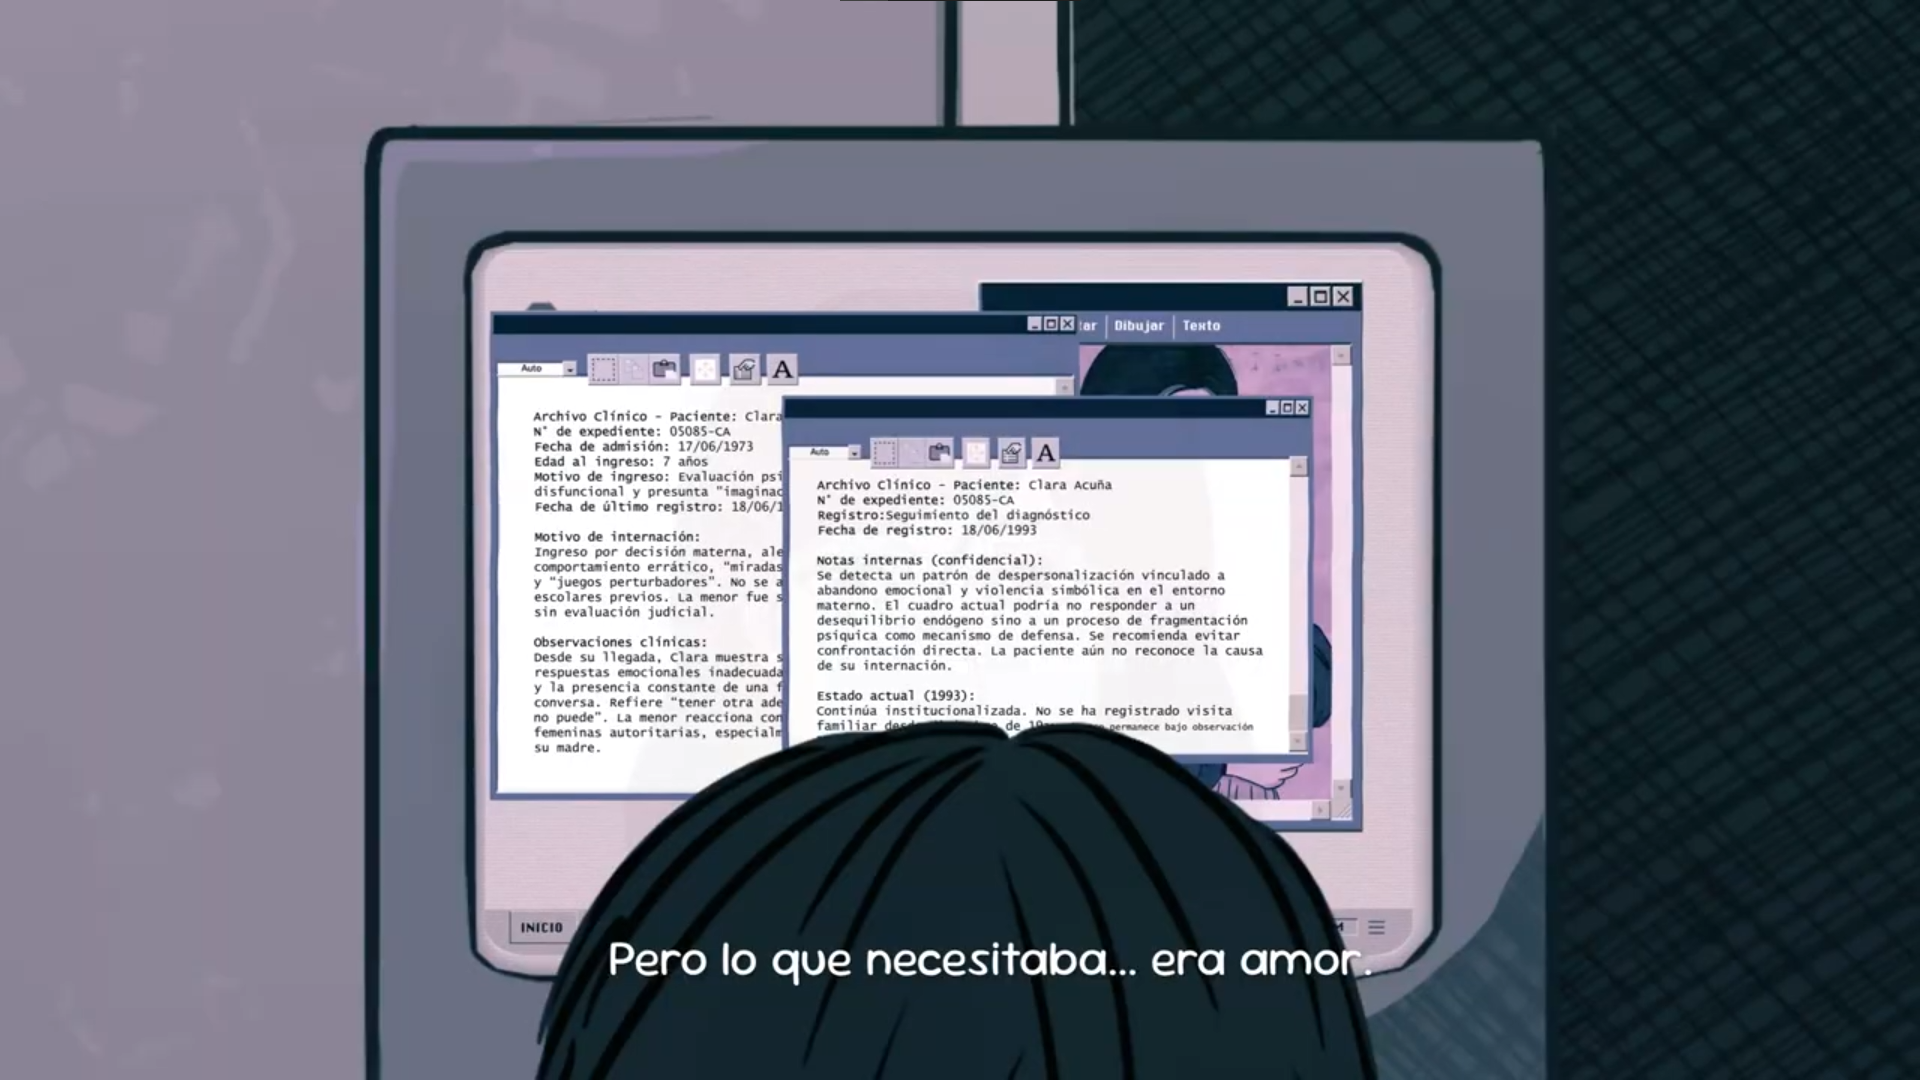 tar | Dibujar | Texto
Auto
A
Archivo Clínico - Paciente: Clara
N° de expediente: 05085-CA
Fecha de admisión: 17/06/1973
Edad al ingreso: 7 años
Motivo de ingreso: Evaluación psi
disfuncional y presunta "imaginac
Fecha de último registro: 18/06/1
Motivo de internación:
Ingreso por decisión materna, ale
comportamiento errático, "miradas
y "juegos perturbadores". No se a
escolares previos. La menor fue s
sin evaluación judicial.
Observaciones clínicas:
Desde su llegada, Clara muestra s
respuestas emocionales inadecuada
y la presencia constante de una f
conversa. Refiere "tener otra ade
no puede". La menor reacciona con
femeninas autoritarias, especialm
su madre.
Auto
A
Archivo Clínico - Paciente: Clara Acuña
N° de expediente: 05085-CA
Registro:Seguimiento del diagnóstico
Fecha de registro: 18/06/1993
Notas internas (confidencial):
Se detecta un patrón de despersonalización vinculado a
abandono emocional y violencia simbólica en el entorno
materno. El cuadro actual podría no responder a un
desequilibrio endógeno sino a un proceso de fragmentación
psíquica como mecanismo de defensa. Se recomienda evitar
confrontación directa. La paciente aún no reconoce la causa
de su internación.
Estado actual (1993):
Continúa institucionalizada. No se ha registrado visita
familiar de permanece bajo observación
INICIO
Pero lo que necesitaba... era amor.